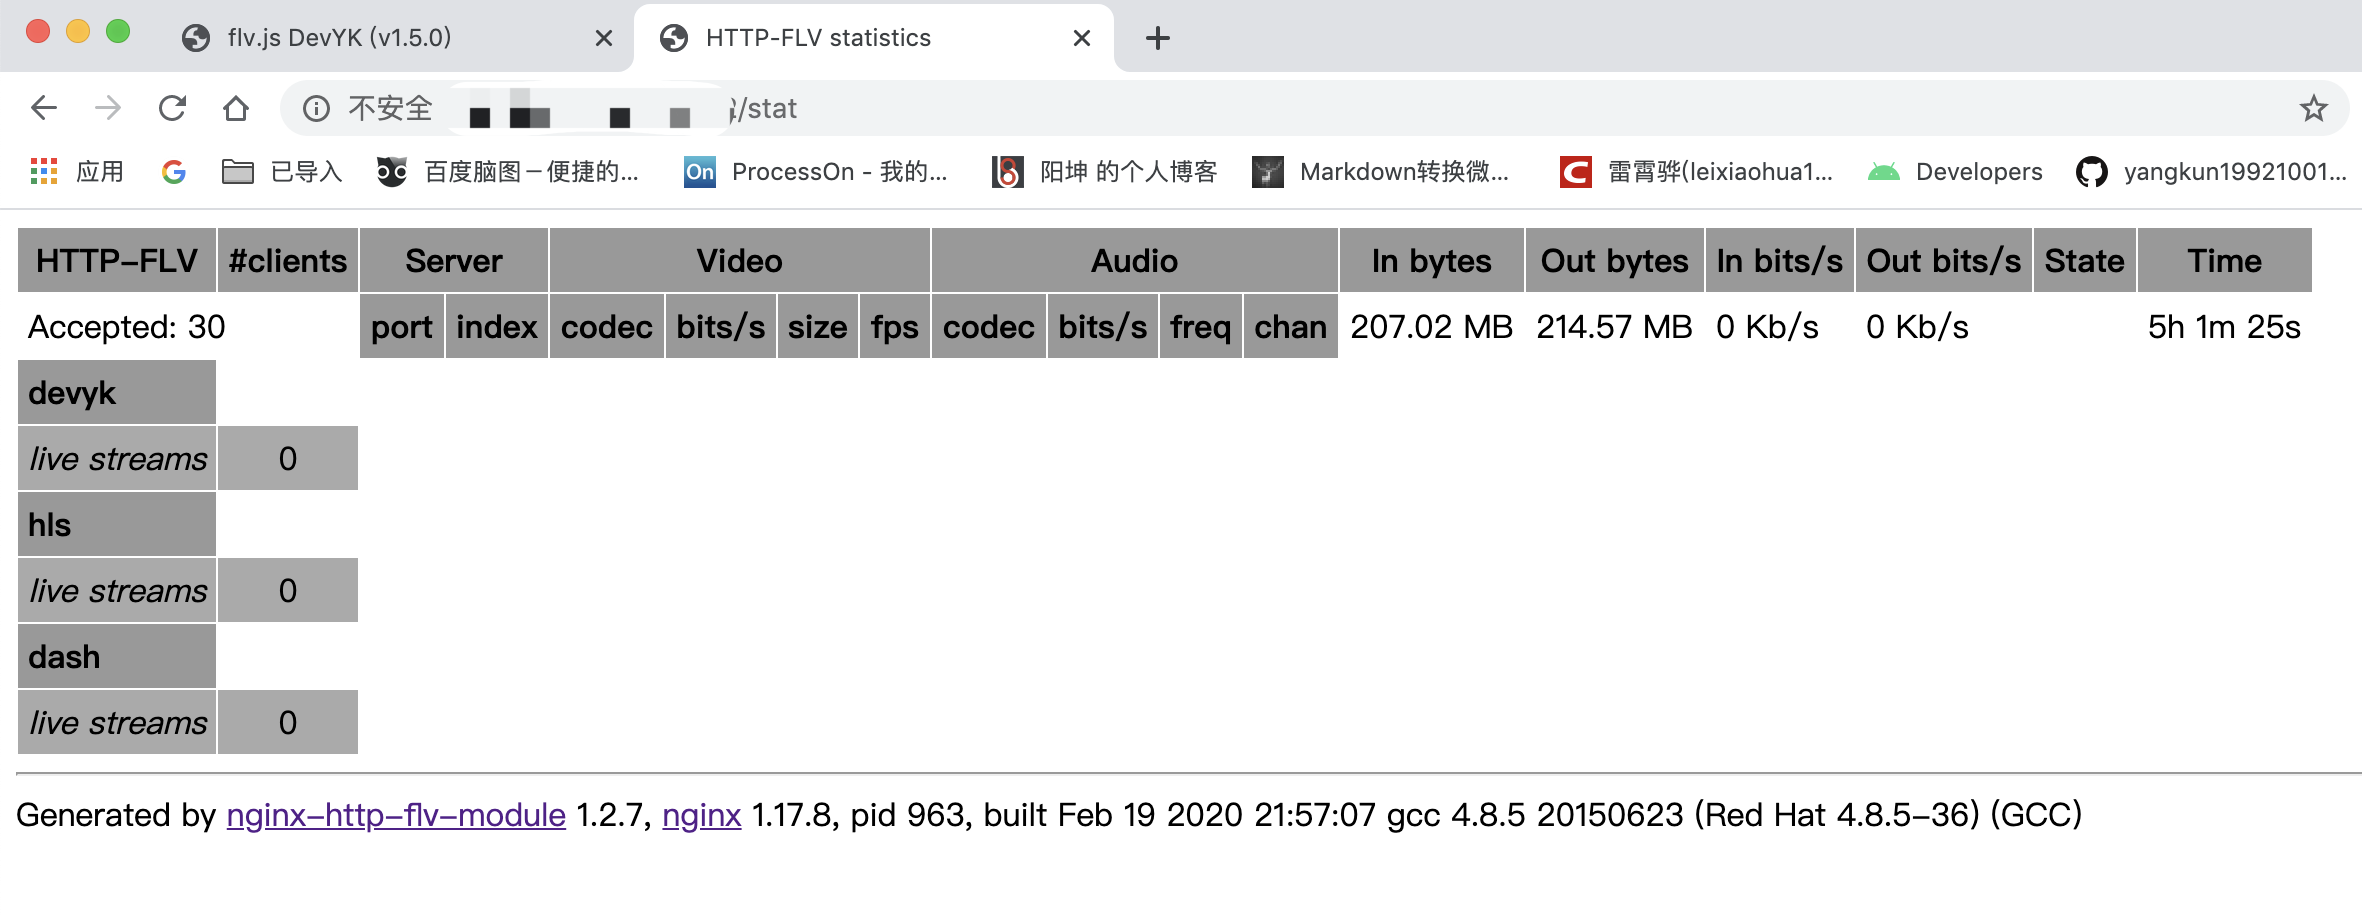 flv.js DevYK (v1.5.0) HTTP-FLV statistics
不安全 /stat
应用 已导入 百度脑图－便捷的... On ProcessOn - 我的... 阳坤 的个人博客 Markdown转换微... 雷霄骅(leixiaohua1... Developers yangkun19921001...
HTTP-FLV #clients Server Video Audio In bytes Out bytes In bits/s Out bits/s State Time
Accepted: 30 port index codec bits/s size fps codec bits/s freq chan 207.02 MB 214.57 MB 0 Kb/s 0 Kb/s 5h 1m 25s
devyk
live streams 0
hls
live streams 0
dash
live streams 0
Generated by nginx-http-flv-module 1.2.7, nginx 1.17.8, pid 963, built Feb 19 2020 21:57:07 gcc 4.8.5 20150623 (Red Hat 4.8.5-36) (GCC)